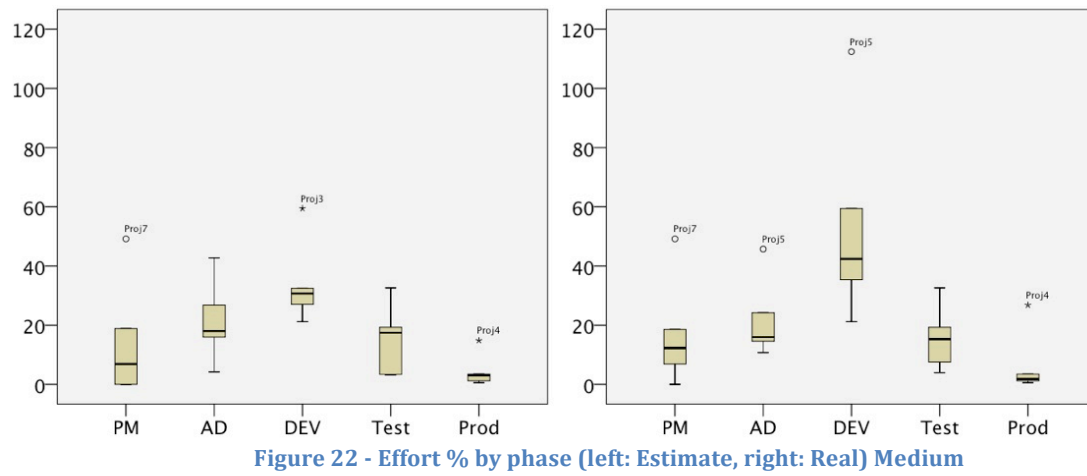 120
100
80
60
40
20
0
Proj7
Proj3
Proj4
PM AD DEV Test Prod
120
100
80
60
40
20
0
Proj7
Proj5
Proj5
Proj4
PM AD DEV Test Prod
Figure 22 - Effort % by phase (left: Estimate, right: Real) Medium